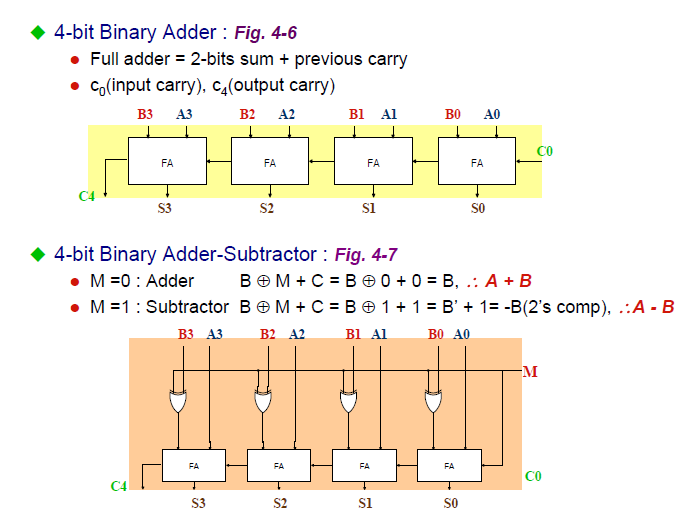 4-bit Binary Adder : Fig. 4-6
Full adder = 2-bits sum + previous carry
c0(input carry), c4(output carry)
B3 A3 B2 A2 B1 A1 B0 A0
C0
FA FA FA FA
C4
S3 S2 S1 S0
4-bit Binary Adder-Subtractor : Fig. 4-7
M =0 : Adder B ⊕ M + C = B ⊕ 0 + 0 = B, ∴ A + B
M =1 : Subtractor B ⊕ M + C = B ⊕ 1 + 1 = B' + 1= -B(2's comp), ∴A - B
B3 A3 B2 A2 B1 A1 B0 A0
M
FA FA FA FA
C0
C4
S3 S2 S1 S0